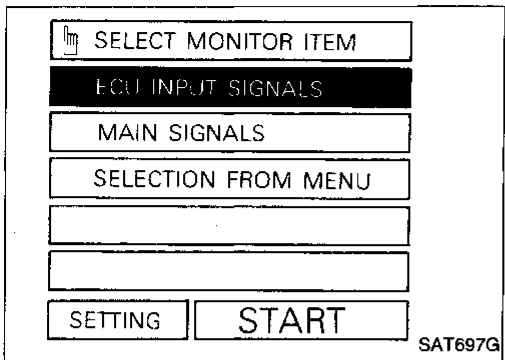 SELECT MONITOR ITEM
ECU INPUT SIGNALS
MAIN SIGNALS
SELECTION FROM MENU
SETTING START
SAT697G